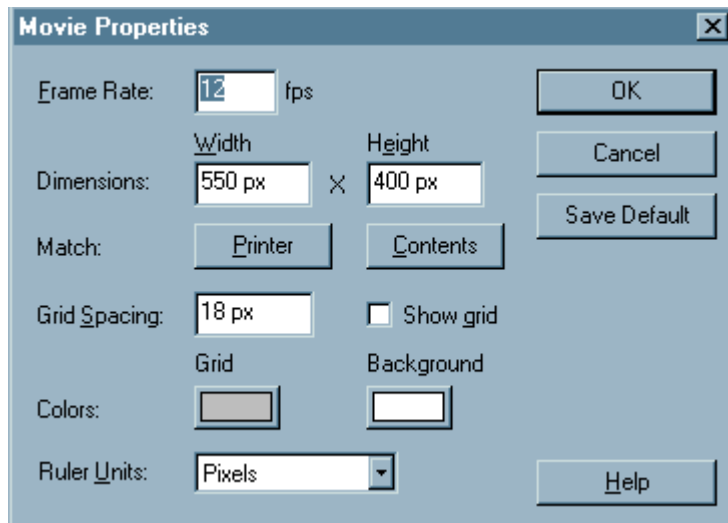 Movie Properties
Frame Rate: 12 fps
OK
Width Height
Cancel
Dimensions: 550 px X 400 px
Save Default
Match: Printer Contents
Grid Spacing: 18 px Show grid
Grid Background
Colors:
Ruler Units: Pixels
Help